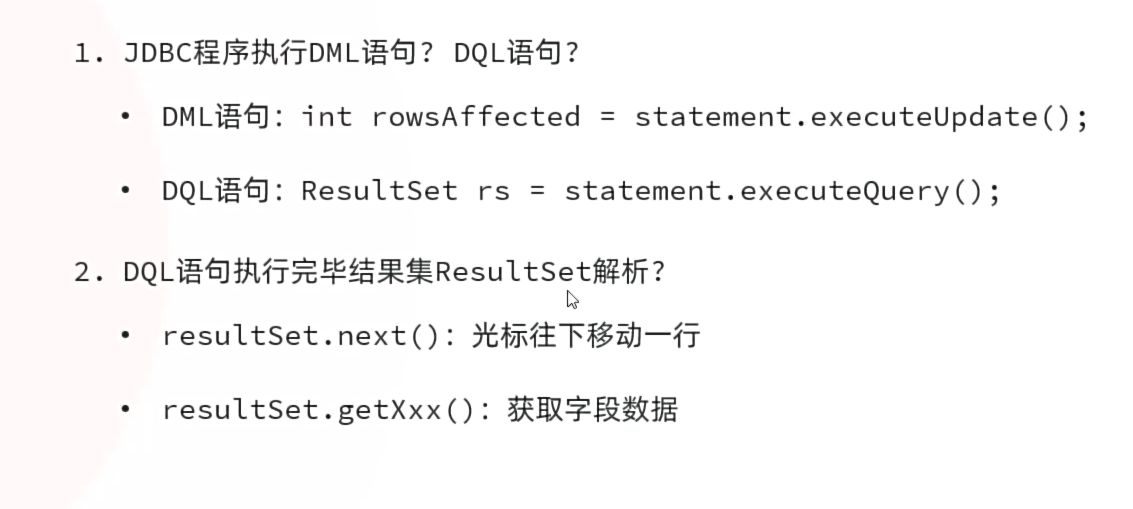 1. JDBC程序执行DML语句？ DQL语句？
• DML语句：int rowsAffected = statement.executeUpdate();
• DQL语句：ResultSet rs = statement.executeQuery();
2. DQL语句执行完毕结果集ResultSet解析？
• resultSet.next()：光标往下移动一行
• resultSet.getXxx()：获取字段数据